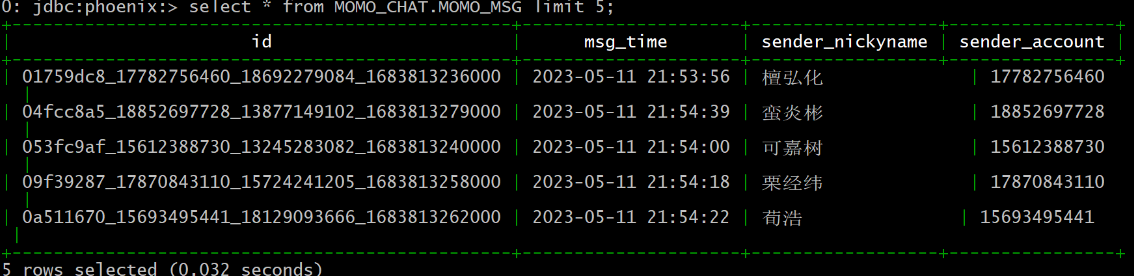 0: jdbc:phoenix:> select * from MOMO_CHAT.MOMO_MSG limit 5;
id | msg_time | sender_nickyname | sender_account
01759dc8_17782756460_18692279084_1683813236000 | 2023-05-11 21:53:56 | 檀弘化 | 17782756460
04fcc8a5_18852697728_13877149102_1683813279000 | 2023-05-11 21:54:39 | 蛮炎彬 | 18852697728
053fc9af_15612388730_13245283082_1683813240000 | 2023-05-11 21:54:00 | 可嘉树 | 15612388730
09f39287_17870843110_15724241205_1683813258000 | 2023-05-11 21:54:18 | 栗经纬 | 17870843110
0a511670_15693495441_18129093666_1683813262000 | 2023-05-11 21:54:22 | 荀浩 | 15693495441
5 rows selected (0.032 seconds)